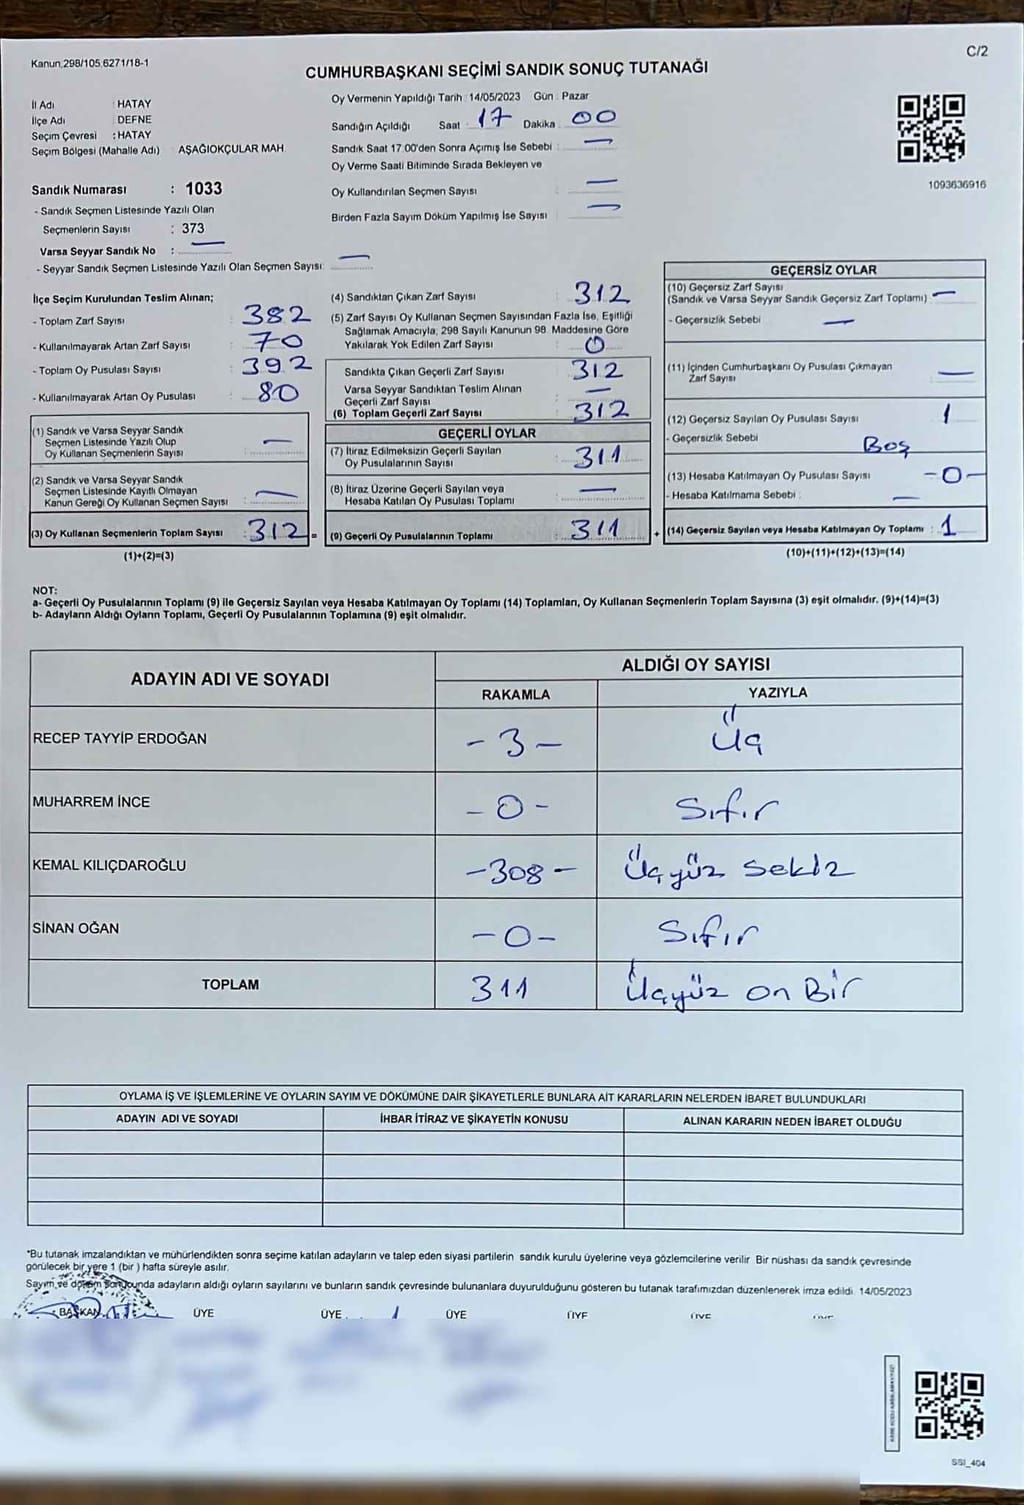 Kanun.298/105,6271/18-1
C/2
CUMHURBAŞKANI SEÇİMİ SANDIK SONUÇ TUTANAĞI
İl Adı : HATAY
İlçe Adı : DEFNE
Seçim Çevresi : HATAY
Seçim Bölgesi (Mahalle Adı) : AŞAĞIOKÇULAR MAH.
Sandık Numarası : 1033
- Sandık Seçmen Listesinde Yazılı Olan
Seçmenlerin Sayısı : 373
Varsa Seyyar Sandık No : —
- Seyyar Sandık Seçmen Listesinde Yazılı Olan Seçmen Sayısı: —
Oy Vermenin Yapıldığı Tarih : 14/05/2023 Gün : Pazar
Sandığın Açıldığı Saat : 17 Dakika : 00
Sandık Saat 17:00'den Sonra Açımış İse Sebebi : —
Oy Verme Saati Bitiminde Sırada Bekleyen ve
Oy Kullandırılan Seçmen Sayısı —
Birden Fazla Sayım Döküm Yapılmış İse Sayısı —
1093636916
İlçe Seçim Kurulundan Teslim Alınan;
- Toplam Zarf Sayısı : 382
- Kullanılmayarak Artan Zarf Sayısı : 70
- Toplam Oy Pusulası Sayısı : 392
- Kullanılmayarak Artan Oy Pusulası : 80
(1) Sandık ve Varsa Seyyar Sandık
Seçmen Listesinde Yazılı Olup
Oy Kullanan Seçmenlerin Sayısı : —
(2) Sandık ve Varsa Seyyar Sandık
Seçmen Listesinde Kayıtlı Olmayan
Kanun Gereği Oy Kullanan Seçmen Sayısı : —
(3) Oy Kullanan Seçmenlerin Toplam Sayısı : 312 =
(1)+(2)=(3)
(4) Sandıktan Çıkan Zarf Sayısı : 312
(5) Zarf Sayısı Oy Kullanan Seçmen Sayısından Fazla İse, Eşitliği
Sağlamak Amacıyla, 298 Sayılı Kanunun 98. Maddesine Göre
Yakılarak Yok Edilen Zarf Sayısı : 0
Sandıkta Çıkan Geçerli Zarf Sayısı : 312
Varsa Seyyar Sandıktan Teslim Alınan
Geçerli Zarf Sayısı : —
(6) Toplam Geçerli Zarf Sayısı : 312
GEÇERLİ OYLAR
(7) İtiraz Edilmeksizin Geçerli Sayılan
Oy Pusulalarının Sayısı : 311
(8) İtiraz Üzerine Geçerli Sayılan veya
Hesaba Katılan Oy Pusulası Toplamı : —
(9) Geçerli Oy Pusulalarının Toplamı : 311 +
GEÇERSİZ OYLAR
(10) Geçersiz Zarf Sayısı :
(Sandık ve Varsa Seyyar Sandık Geçersiz Zarf Toplamı) —
- Geçersizlik Sebebi : —
(11) İçinden Cumhurbaşkanı Oy Pusulası Çıkmayan
Zarf Sayısı : —
(12) Geçersiz Sayılan Oy Pusulası Sayısı : 1
- Geçersizlik Sebebi : Boş
(13) Hesaba Katılmayan Oy Pusulası Sayısı : -0-
- Hesaba Katılmama Sebebi : —
(14) Geçersiz Sayılan veya Hesaba Katılmayan Oy Toplamı : 1
(10)+(11)+(12)+(13)=(14)
NOT:
a- Geçerli Oy Pusulalarının Toplamı (9) ile Geçersiz Sayılan veya Hesaba Katılmayan Oy Toplamı (14) Toplamları, Oy Kullanan Seçmenlerin Toplam Sayısına (3) eşit olmalıdır. (9)+(14)=(3)
b- Adayların Aldığı Oyların Toplamı, Geçerli Oy Pusulalarının Toplamına (9) eşit olmalıdır.
ADAYIN ADI VE SOYADI ALDIĞI OY SAYISI
RAKAMLA YAZIYLA
RECEP TAYYİP ERDOĞAN -3- Üç
MUHARREM İNCE -0- Sıfır
KEMAL KILIÇDAROĞLU -308- Üçyüz sekiz
SİNAN OĞAN -0- Sıfır
TOPLAM 311 Üçyüz on Bir
OYLAMA İŞ VE İŞLEMLERİNE VE OYLARIN SAYIM VE DÖKÜMÜNE DAİR ŞİKAYETLERLE BUNLARA AİT KARARLARIN NELERDEN İBARET BULUNDUKLARI
ADAYIN ADI VE SOYADI İHBAR İTİRAZ VE ŞİKAYETİN KONUSU ALINAN KARARIN NEDEN İBARET OLDUĞU
*Bu tutanak imzalandıktan ve mühürlendikten sonra seçime katılan adayların ve talep eden siyasi partilerin sandık kurulu üyelerine veya gözlemcilerine verilir. Bir nüshası da sandık çevresinde
görülecek bir yere 1 (bir) hafta süreyle asılır.
Sayım ve döküm sonucunda adayların aldığı oyların sayılarını ve bunların sandık çevresinde bulunanlara duyurulduğunu gösteren bu tutanak tarafımızdan düzenlenerek imza edildi. 14/05/2023
BAŞKAN ÜYE ÜYE ÜYE ÜYE ÜYE ÜYE
SSI_404